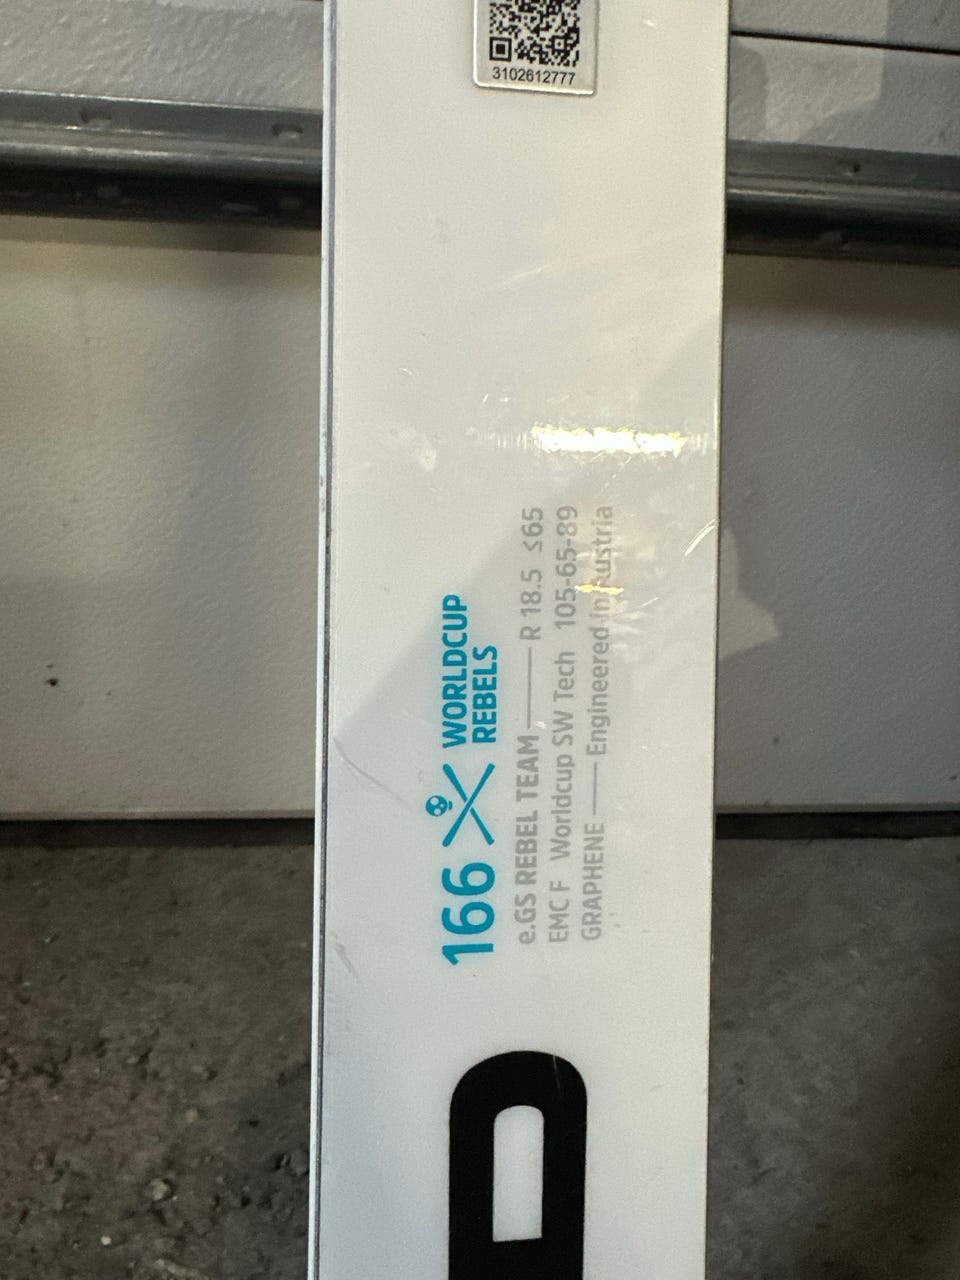 3102612777
166 WORLDCUP
REBELS
e.GS REBEL TEAM R 18.5 ≤65
EMC F Worldcup SW Tech 105-65-89
GRAPHENE Engineered in Austria